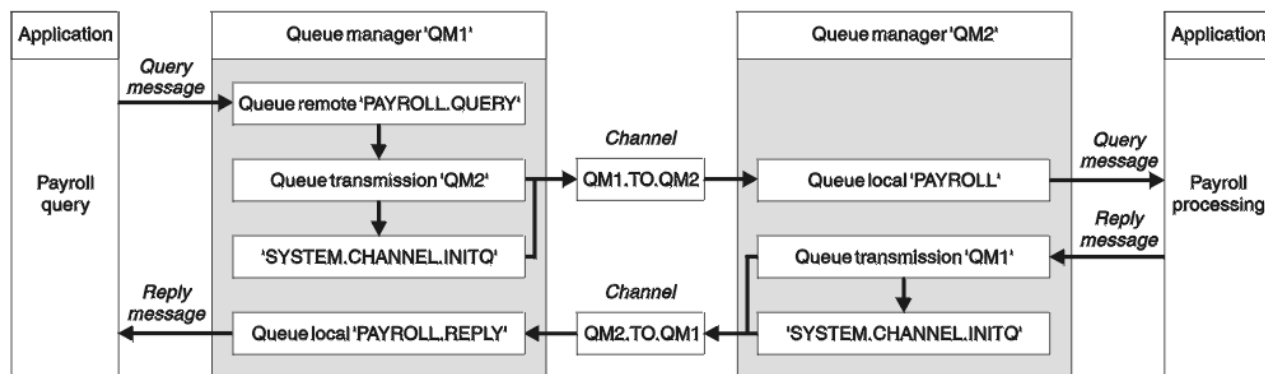 Application
Queue manager 'QM1'
Queue manager 'QM2'
Application
Query
message
Queue remote 'PAYROLL.QUERY'
Channel
Query
message
Payroll
query
Queue transmission 'QM2'
QM1.TO.QM2
Queue local 'PAYROLL'
Payroll
processing
'SYSTEM.CHANNEL.INITQ'
Queue transmission 'QM1'
Reply
message
Reply
message
Channel
Queue local 'PAYROLL.REPLY'
QM2.TO.QM1
'SYSTEM.CHANNEL.INITQ'